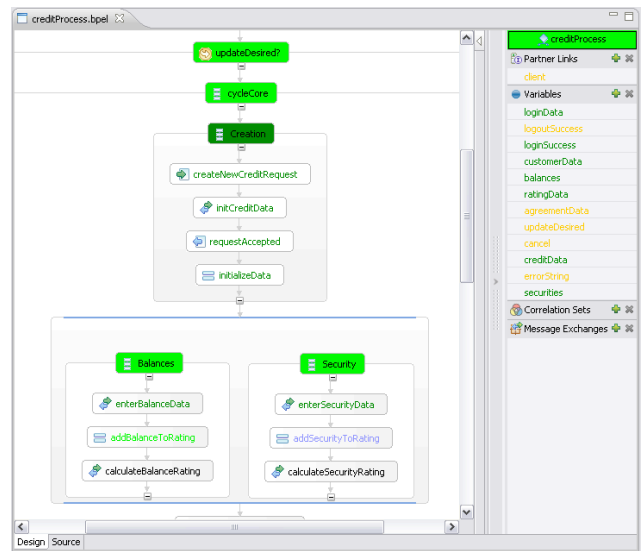 creditProcess.bpel
updateDesired?
cycleCore
Creation
createNewCreditRequest
initCreditData
requestAccepted
initializeData
Balances
enterBalanceData
addBalanceToRating
calculateBalanceRating
Security
enterSecurityData
addSecurityToRating
calculateSecurityRating
Design Source
creditProcess
Partner Links
client
Variables
loginData
logoutSuccess
loginSuccess
customerData
balances
ratingData
agreementData
updateDesired
cancel
creditData
errorString
securities
Correlation Sets
Message Exchanges